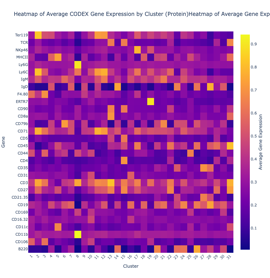 Heatmap of Average CODEX Gene Expression by Cluster (Protein)Heatmap of Average Gene Exp
Ter119
TCR
NKp46
MHCII
Ly6G
Ly6C
IgM
IgD
F4.80
ERTR7
CD90
CD8a
CD79b
CD71
CD5
CD45
CD44
CD4
CD35
CD31
CD3
CD27
CD21.35
CD19
CD169
CD16.32
CD11c
CD11b
CD106
B220
Gene
Cluster
Average Gene Expression
0.9
0.8
0.7
0.6
0.5
0.4
0.3
0.2
0.1